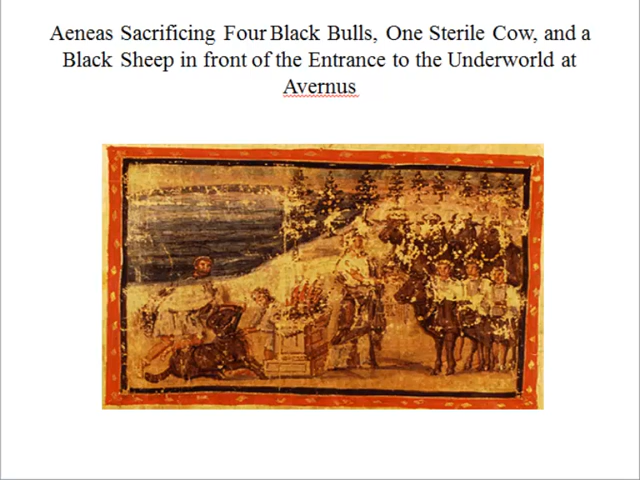 Aeneas Sacrificing Four Black Bulls, One Sterile Cow, and a
Black Sheep in front of the Entrance to the Underworld at
Avernus